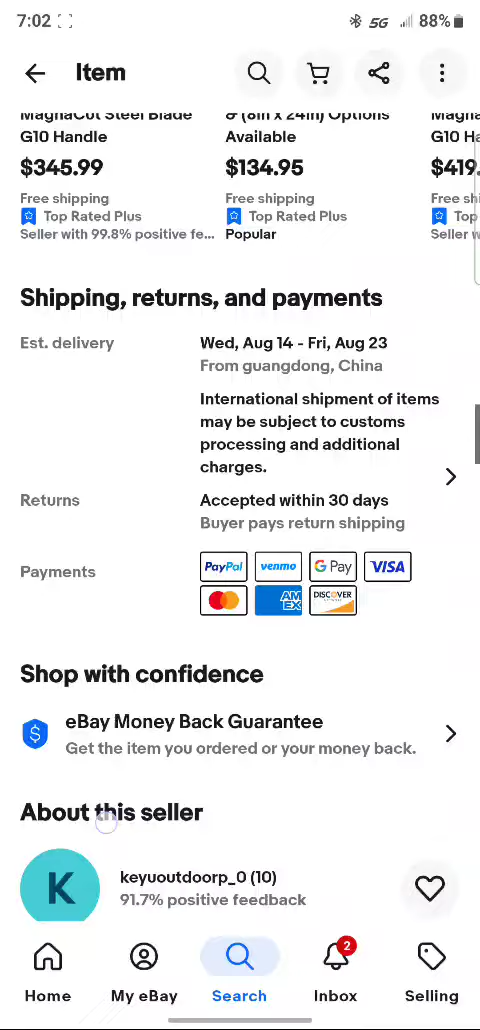 7:02 5G 88%
Item
MagnaCut Steel Blade
G10 Handle
$345.99
Free shipping
Top Rated Plus
Seller with 99.8% positive fe...
& (8in x 24in) Options
Available
$134.95
Free shipping
Top Rated Plus
Popular
Magna
G10 Ha
$419.
Free shi
Top
Seller w
Shipping, returns, and payments
Est. delivery
Wed, Aug 14 - Fri, Aug 23
From guangdong, China
International shipment of items
may be subject to customs
processing and additional
charges.
Returns
Accepted within 30 days
Buyer pays return shipping
Payments
PayPal venmo G Pay VISA
AM EX DISCOVER
Shop with confidence
eBay Money Back Guarantee
Get the item you ordered or your money back.
About this seller
K
keyuoutdoorp_0 (10)
91.7% positive feedback
2
Home My eBay Search Inbox Selling